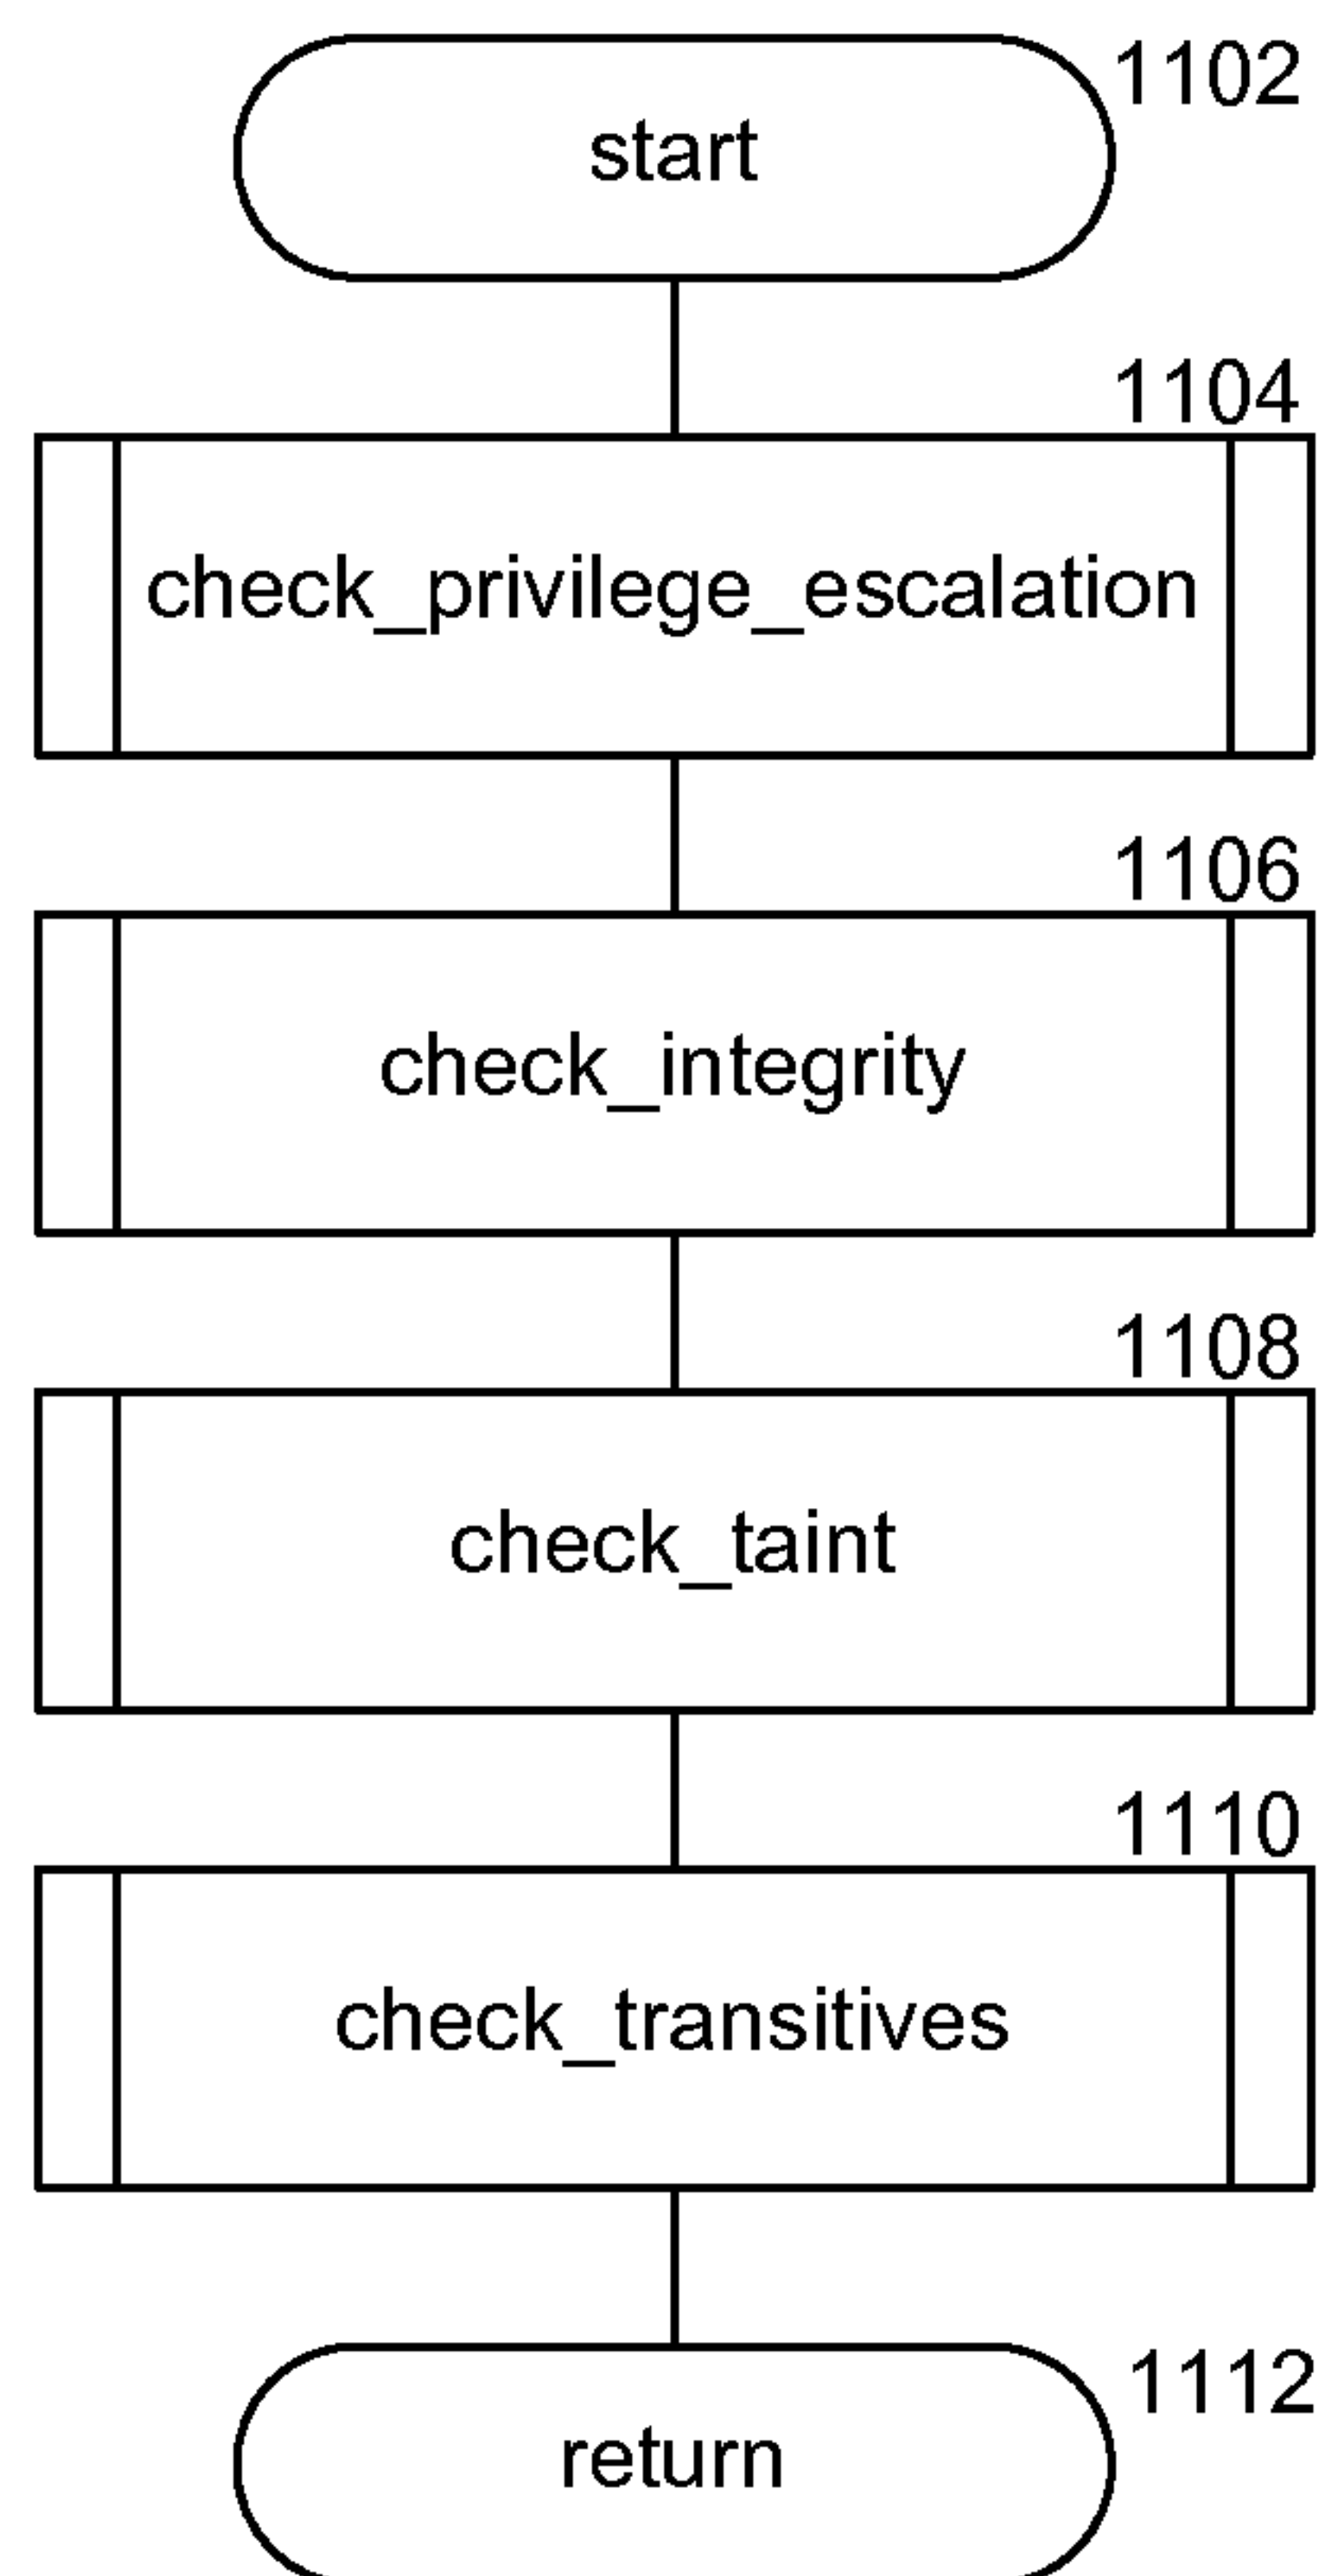 1102
start
1104
check_privilege_escalation
1106
check_integrity
1108
check_taint
1110
check_transitives
1112
return